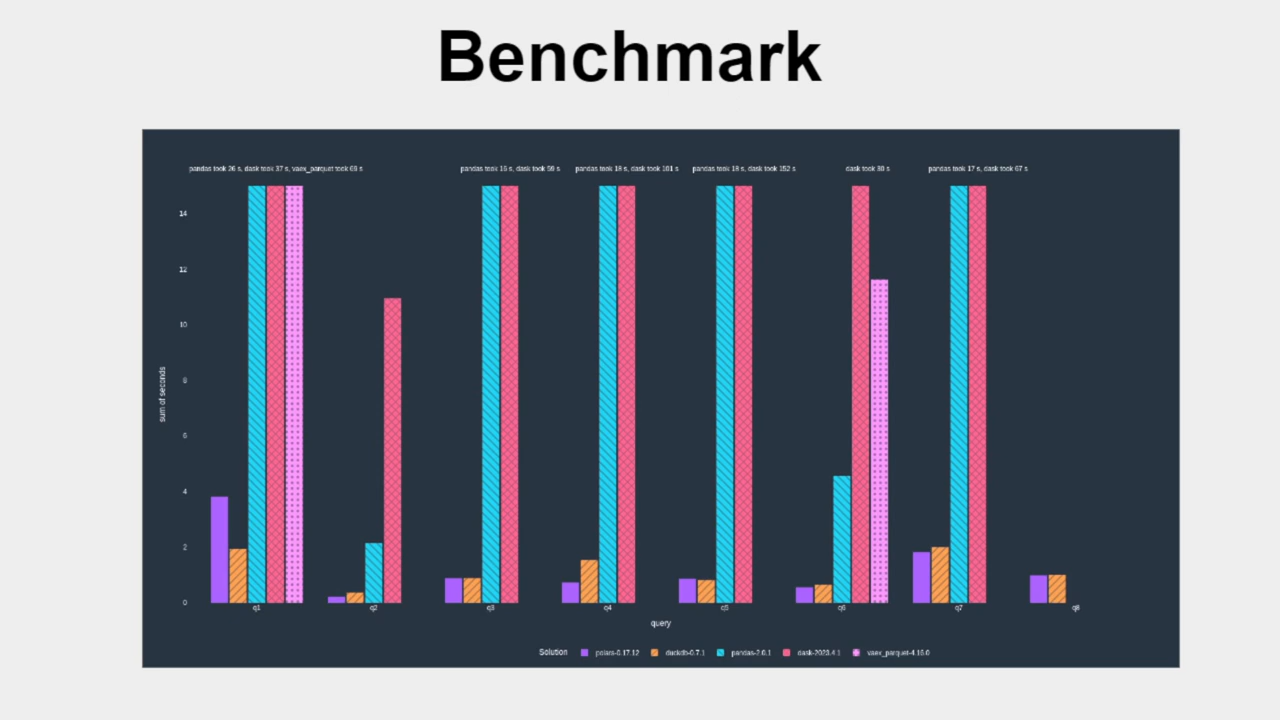 Benchmark
pandas took 26 s, dask took 37 s, vaex_parquet took 69 s
pandas took 15 s, dask took 59 s
pandas took 18 s, dask took 101 s
pandas took 18 s, dask took 152 s
dask took 30 s
pandas took 17 s, dask took 67 s
14
12
10
8
6
4
2
0
sum of seconds
q1
q2
q3
q4
q5
q6
q7
q8
query
Solution
polars-0.17.12
duckdb-0.7.1
pandas-2.0.1
dask-2023.4.1
vaex_parquet-4.16.0